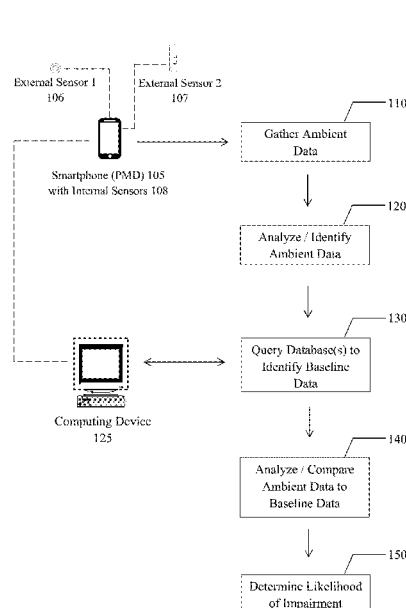 External Sensor 1
106
External Sensor 2
107
Smartphone (PMD) 105
with Internal Sensors 108
110
Gather Ambient
Data
120
Analyze / Identify
Ambient Data
130
Query Database(s) to
Identify Baseline
Data
Computing Device
125
140
Analyze / Compare
Ambient Data to
Baseline Data
150
Determine Likelihood
of Impairment